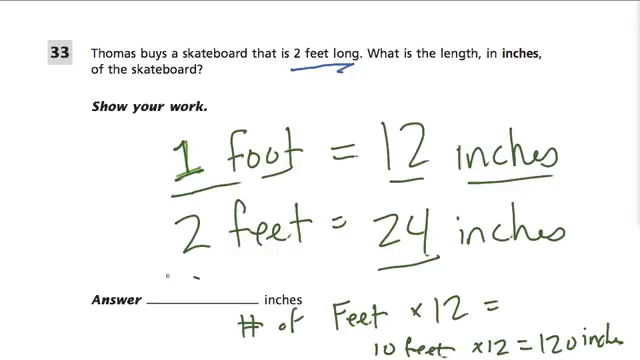 33 Thomas buys a skateboard that is 2 feet long. What is the length, in inches,
of the skateboard?
Show your work.
1 foot = 12 inches
2 feet = 24 inches
Answer ____________ inches
# of Feet × 12 =
10 feet × 12 = 120 inches